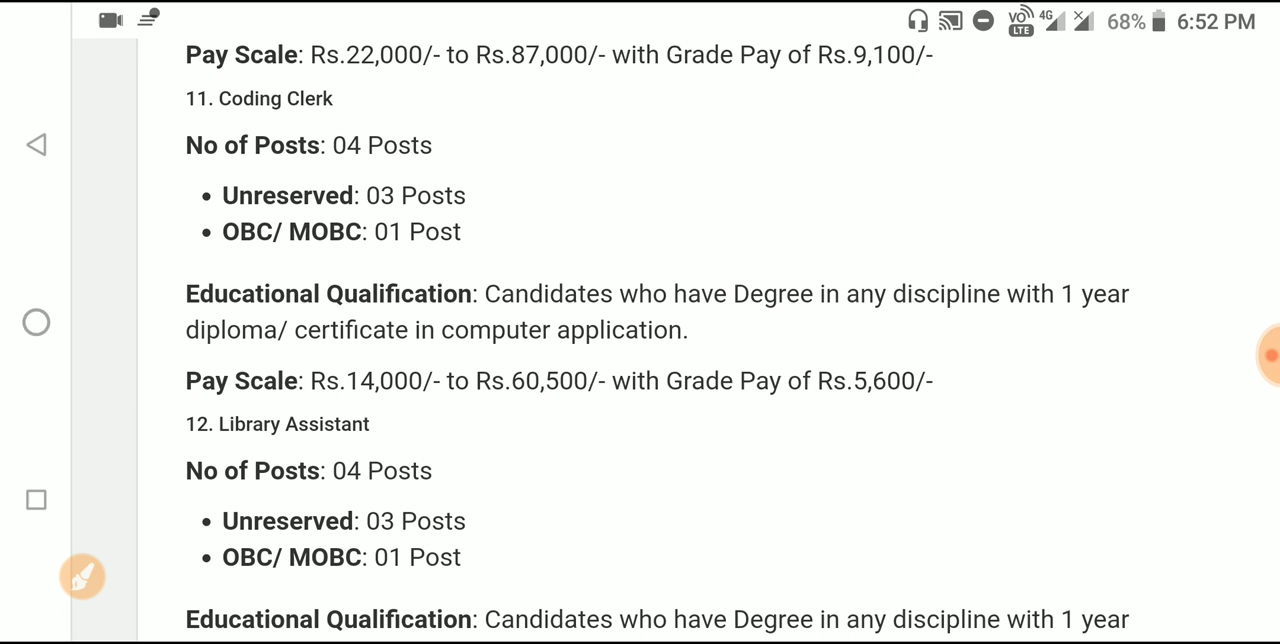 VO LTE 4G 68% 6:52 PM
Pay Scale: Rs.22,000/- to Rs.87,000/- with Grade Pay of Rs.9,100/-
11. Coding Clerk
No of Posts: 04 Posts
• Unreserved: 03 Posts
• OBC/ MOBC: 01 Post
Educational Qualification: Candidates who have Degree in any discipline with 1 year
diploma/ certificate in computer application.
Pay Scale: Rs.14,000/- to Rs.60,500/- with Grade Pay of Rs.5,600/-
12. Library Assistant
No of Posts: 04 Posts
• Unreserved: 03 Posts
• OBC/ MOBC: 01 Post
Educational Qualification: Candidates who have Degree in any discipline with 1 year